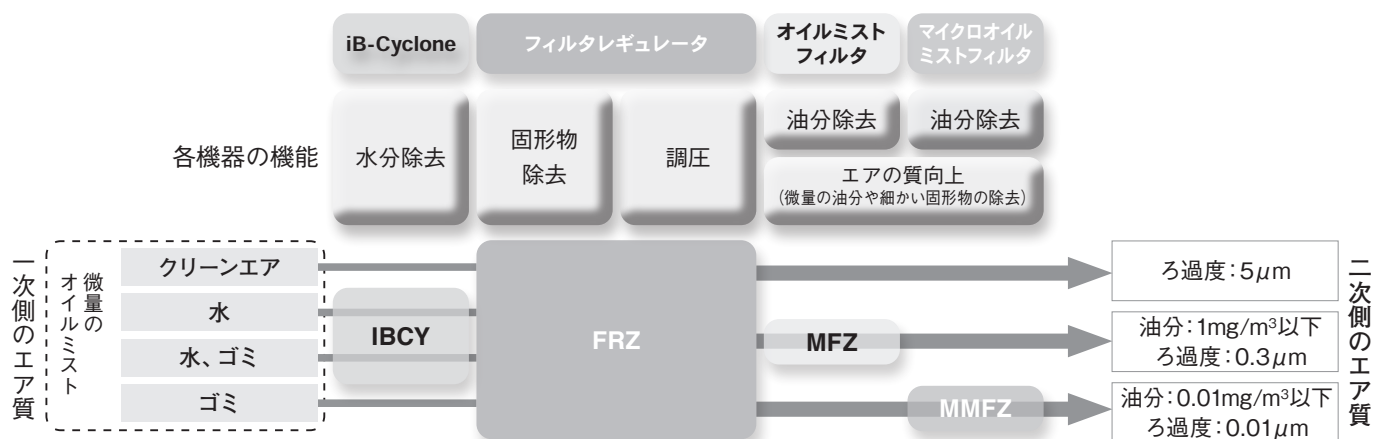 iB-Cyclone
フィルタレギュレータ
オイルミスト
フィルタ
マイクロオイル
ミストフィルタ
各機器の機能
水分除去
固形物
除去
調圧
油分除去
油分除去
エアの質向上
(微量の油分や細かい固形物の除去)
一次側のエア質
微量の
オイルミスト
クリーンエア
水
水、ゴミ
ゴミ
IBCY
FRZ
MFZ
MMFZ
ろ過度:5μm
油分:1mg/m³以下
ろ過度:0.3μm
油分:0.01mg/m³以下
ろ過度:0.01μm
二次側のエア質